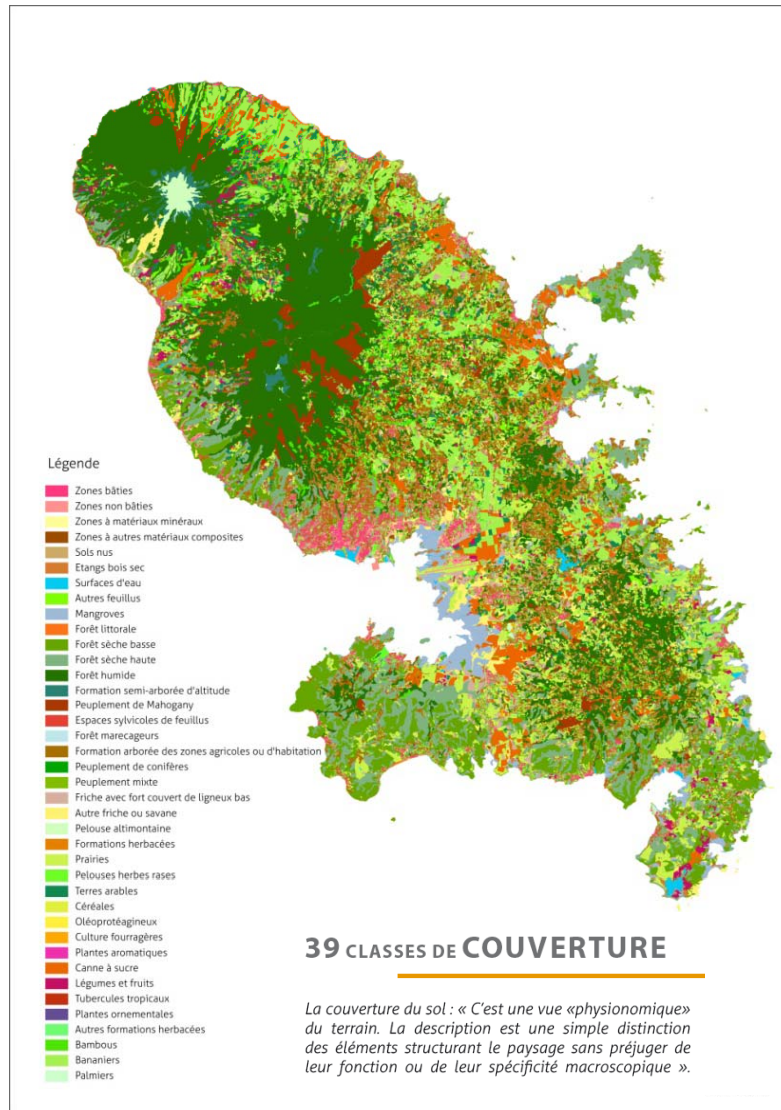 Légende
Zones bâties
Zones non bâties
Zones à matériaux minéraux
Zones à autres matériaux composites
Sols nus
Etangs bois sec
Surfaces d'eau
Autres feuillus
Mangroves
Forêt littorale
Forêt sèche basse
Forêt sèche haute
Forêt humide
Formation semi-arborée d'altitude
Peuplement de Mahogany
Espaces sylvicoles de feuillus
Forêt marecageurs
Formation arborée des zones agricoles ou d'habitation
Peuplement de conifères
Peuplement mixte
Friche avec fort couvert de ligneux bas
Autre friche ou savane
Pelouse altimontaine
Formations herbacées
Prairies
Pelouses herbes rases
Terres arables
Céréales
Oléoprotéagineux
Culture fourragères
Plantes aromatiques
Canne à sucre
Légumes et fruits
Tubercules tropicaux
Plantes ornementales
Autres formations herbacées
Bambous
Bananiers
Palmiers
39 CLASSES DE COUVERTURE
La couverture du sol : « C'est une vue «physionomique»
du terrain. La description est une simple distinction
des éléments structurant le paysage sans préjuger de
leur fonction ou de leur spécificité macroscopique ».